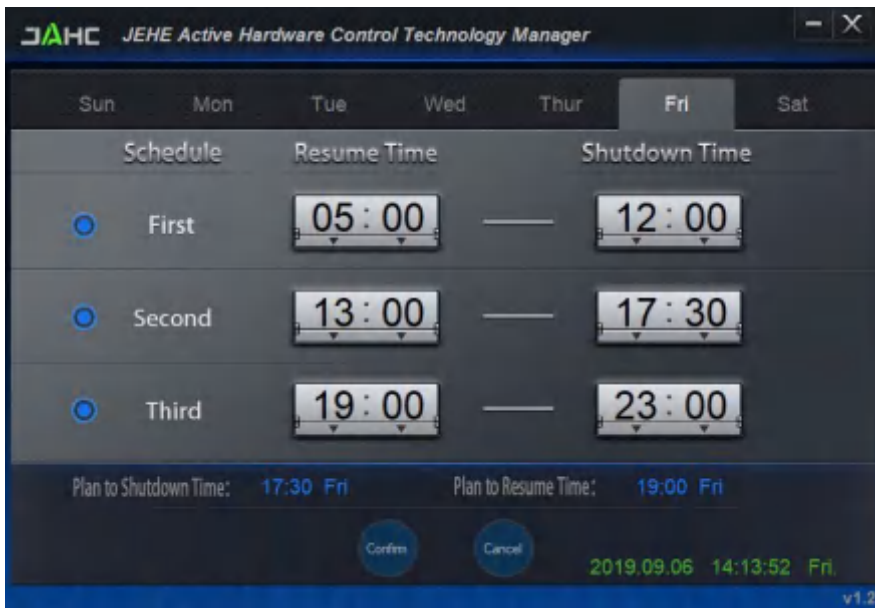 JAHC JEHE Active Hardware Control Technology Manager
Sun Mon Tue Wed Thur Fri Sat
Schedule Resume Time Shutdown Time
First 05:00 12:00
Second 13:00 17:30
Third 19:00 23:00
Plan to Shutdown Time: 17:30 Fri Plan to Resume Time: 19:00 Fri
Confirm Cancel
2019.09.06 14:13:52 Fri.
v1.2